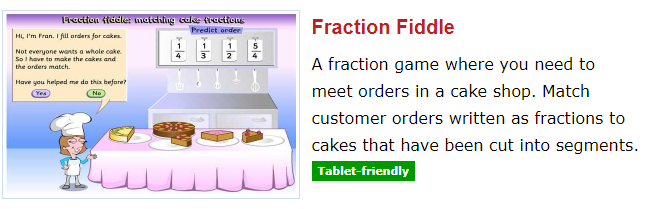 Fraction fiddle: matching cake fractions
Predict order
1/4 1/3 1/2 5/4
Hi, I'm Fran. I fill orders for cakes.
Not everyone wants a whole cake.
So I have to make the cakes and
the orders match.
Have you helped me do this before?
Yes No
Fraction Fiddle
A fraction game where you need to
meet orders in a cake shop. Match
customer orders written as fractions to
cakes that have been cut into segments.
Tablet-friendly